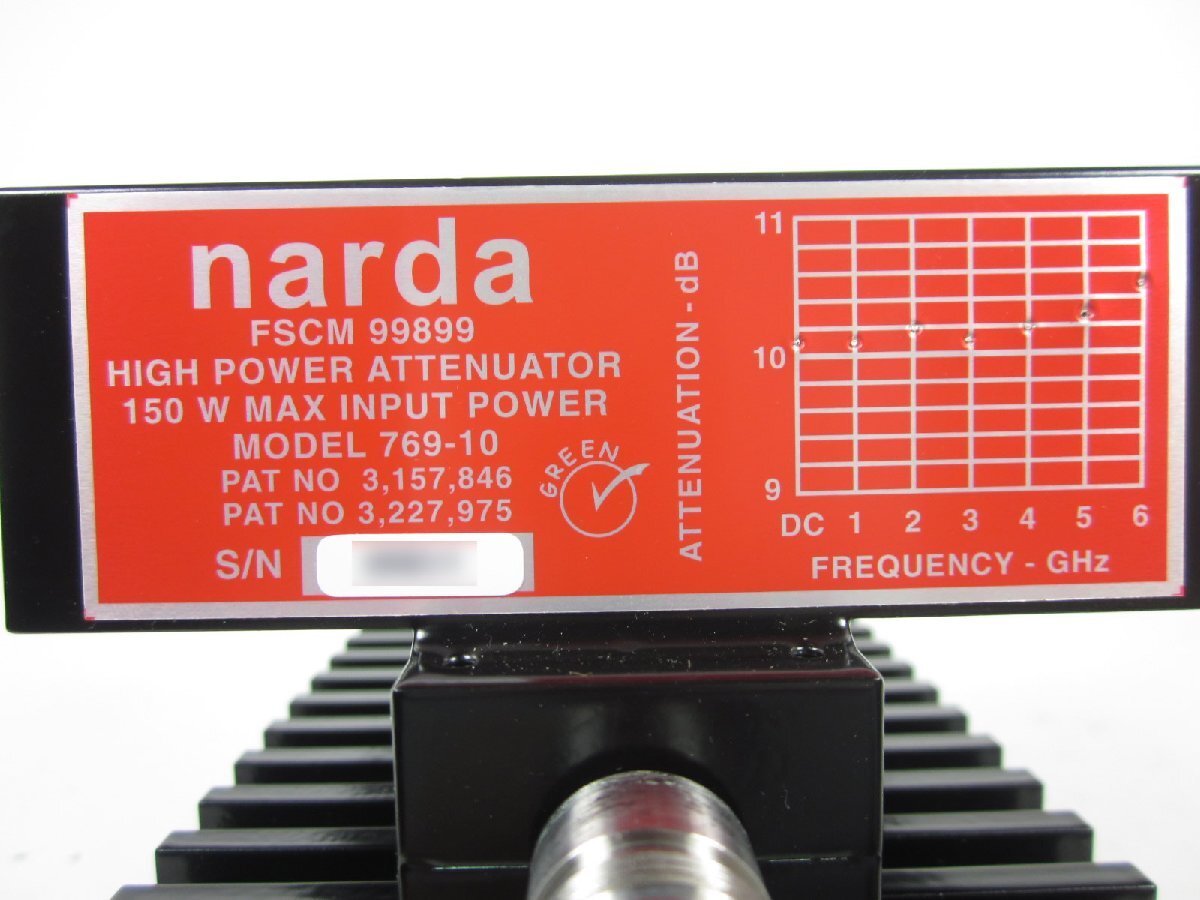 narda
FSCM 99899
HIGH POWER ATTENUATOR
150 W MAX INPUT POWER
MODEL 769-10
PAT NO 3,157,846
PAT NO 3,227,975
S/N
GREEN
ATTENUATION - dB
11
10
9
DC 1 2 3 4 5 6
FREQUENCY - GHz